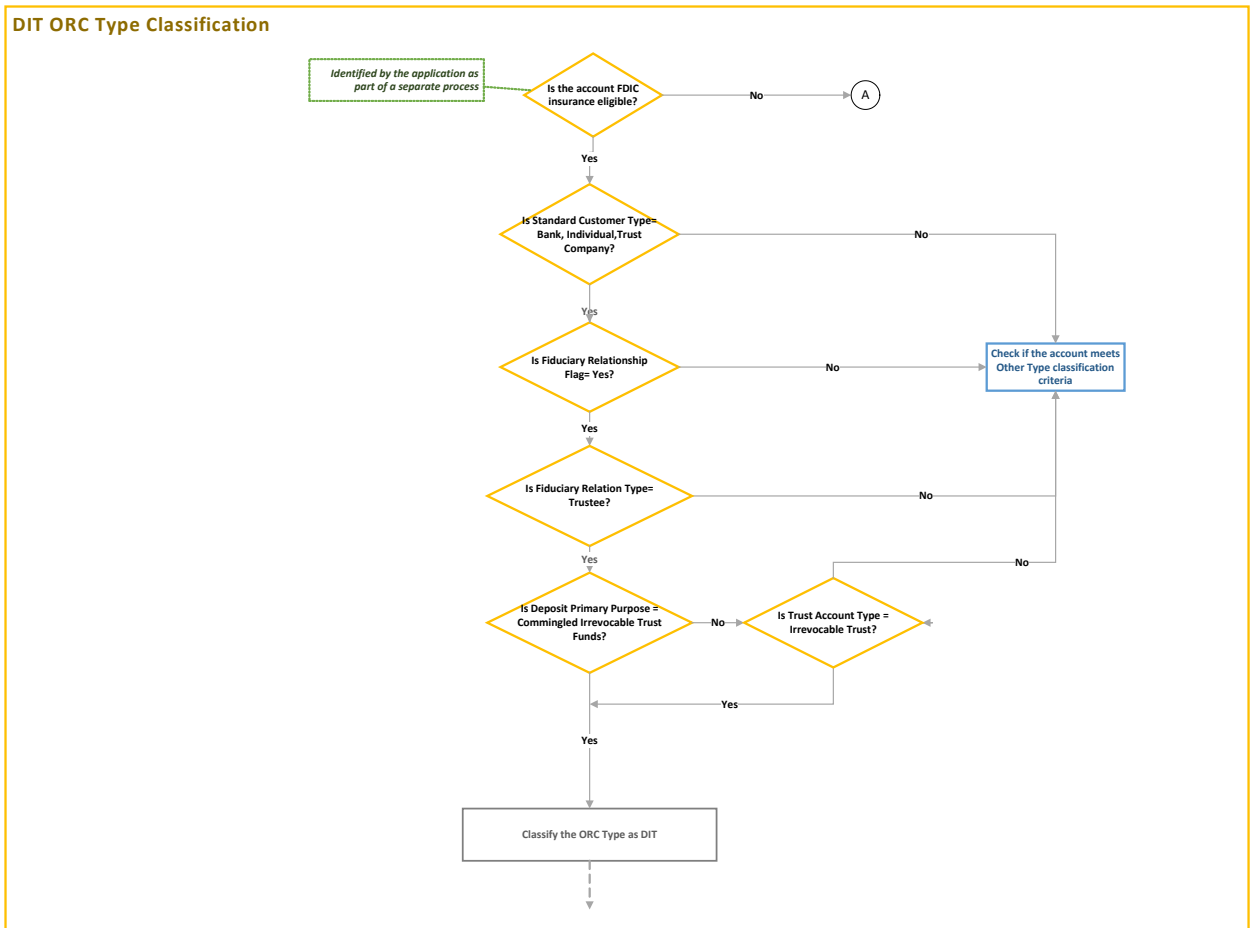 DIT ORC Type Classification
Identified by the application as
part of a separate process
Is the account FDIC
insurance eligible?
No
A
Yes
Is Standard Customer Type=
Bank, Individual,Trust
Company?
No
Yes
Is Fiduciary Relationship
Flag= Yes?
No
Check if the account meets
Other Type classification
criteria
Yes
Is Fiduciary Relation Type=
Trustee?
No
Yes
No
Is Deposit Primary Purpose =
Commingled Irrevocable Trust
Funds?
No
Is Trust Account Type =
Irrevocable Trust?
Yes
Yes
Classify the ORC Type as DIT